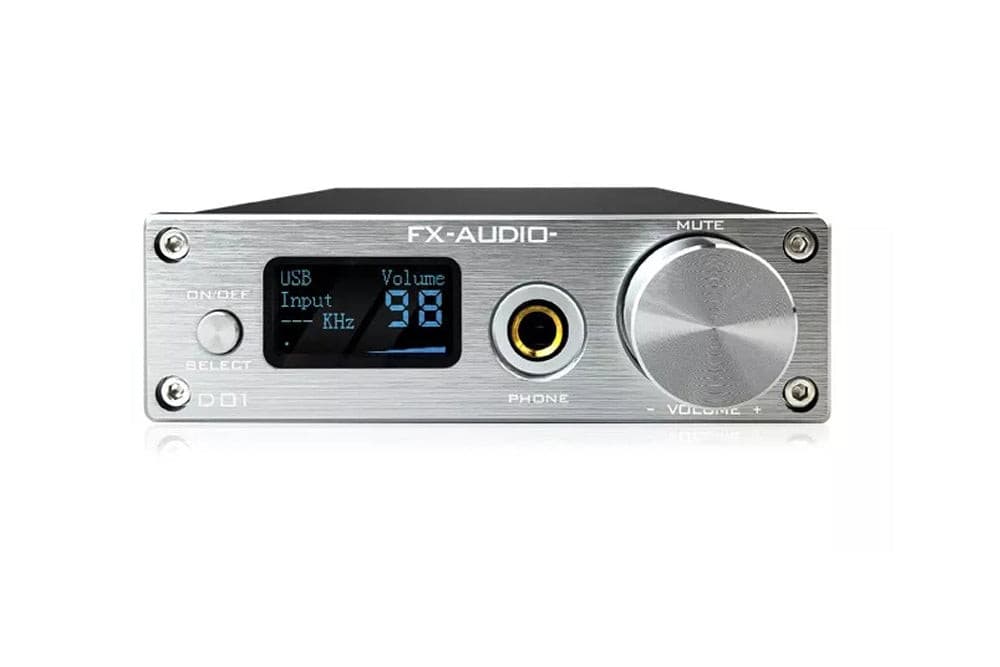 FX-AUDIO-
MUTE
ON/OFF
SELECT
D01
USB
Input
--- KHz
Volume
98
PHONE
- VOLUME +